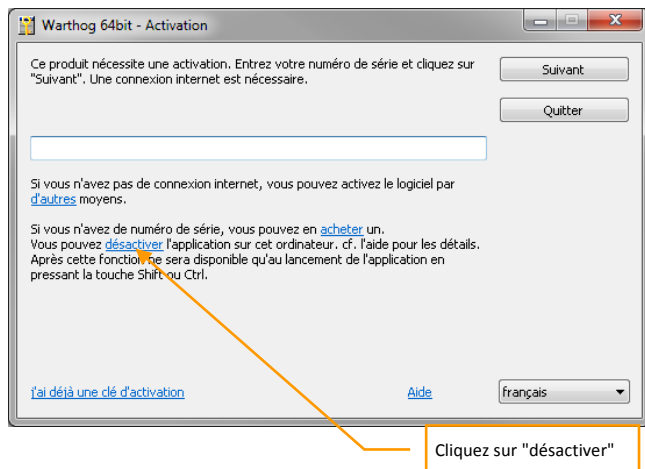 Warthog 64bit - Activation
Ce produit nécessite une activation. Entrez votre numéro de série et cliquez sur
"Suivant". Une connexion internet est nécessaire.
Suivant
Quitter
Si vous n'avez pas de connexion internet, vous pouvez activez le logiciel par
d'autres moyens.
Si vous n'avez de numéro de série, vous pouvez en acheter un.
Vous pouvez désactiver l'application sur cet ordinateur. cf. l'aide pour les détails.
Après cette fonction ne sera disponible qu'au lancement de l'application en
pressant la touche Shift ou Ctrl.
j'ai déjà une clé d'activation
Aide
français
Cliquez sur "désactiver"